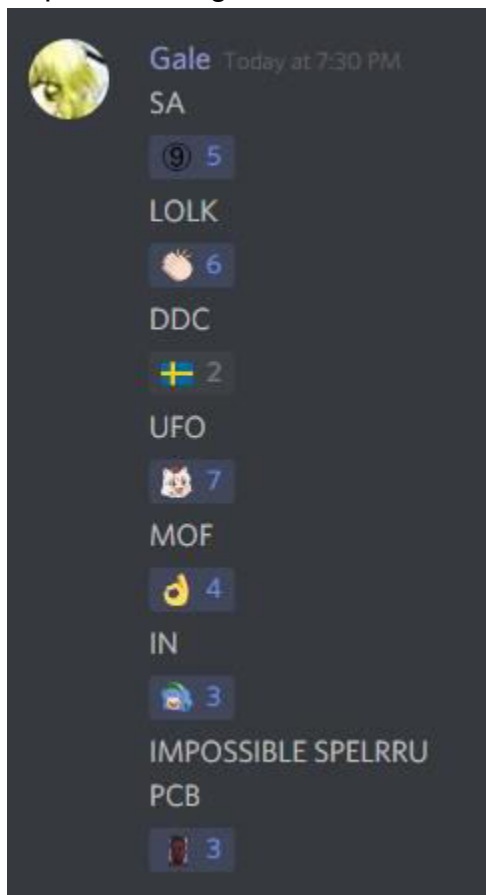 Gale Today at 7:30 PM
SA
⑨ 5
LOLK
6
DDC
2
UFO
7
MOF
4
IN
3
IMPOSSIBLE SPELRRU
PCB
3